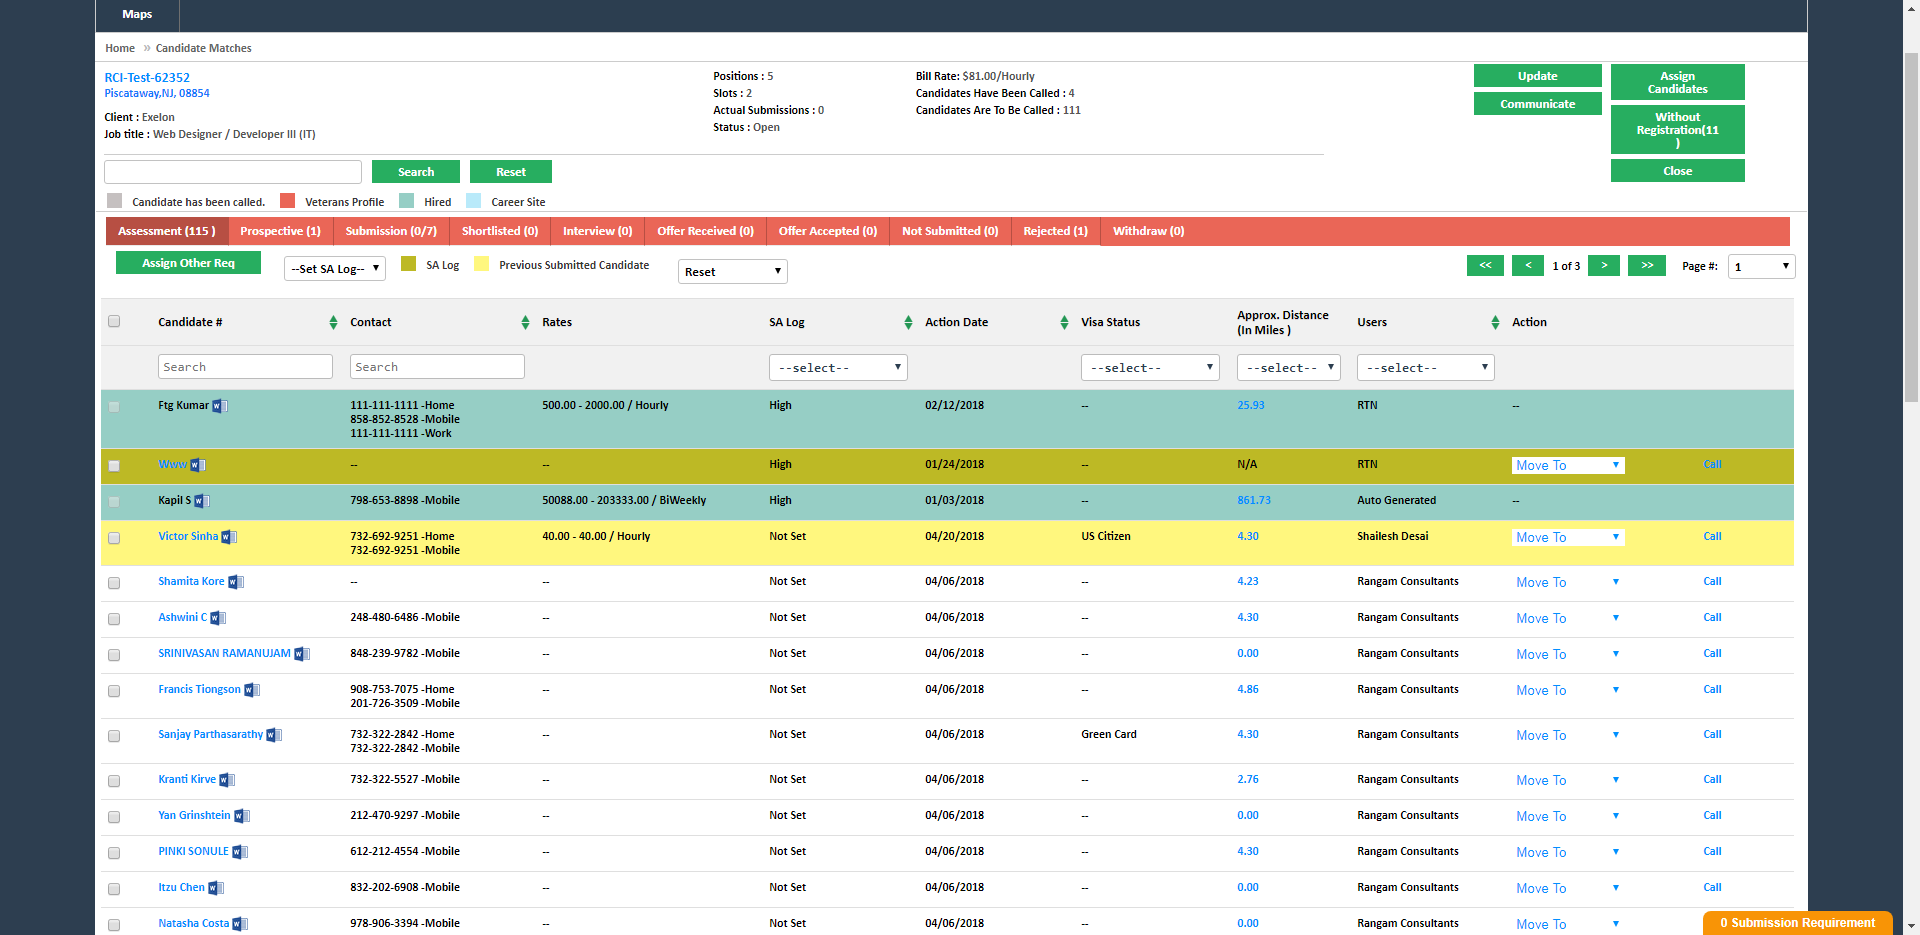 Maps
Home » Candidate Matches
RCI-Test-62352
Piscataway,NJ, 08854
Client : Exelon
Job title : Web Designer / Developer III (IT)
Positions : 5
Slots : 2
Actual Submissions : 0
Status : Open
Bill Rate: $81.00/Hourly
Candidates Have Been Called : 4
Candidates Are To Be Called : 111
Update
Communicate
Assign
Candidates
Without
Registration(11
)
Close
Search Reset
Candidate has been called. Veterans Profile Hired Career Site
Assessment (115 ) Prospective (1) Submission (0/7) Shortlisted (0) Interview (0) Offer Received (0) Offer Accepted (0) Not Submitted (0) Rejected (1) Withdraw (0)
Assign Other Req --Set SA Log-- SA Log Previous Submitted Candidate Reset << < 1 of 3 > >> Page #: 1
Candidate # Contact Rates SA Log Action Date Visa Status Approx. Distance Users Action
(In Miles )
Search Search --select-- --select-- --select-- --select--
Ftg Kumar 111-111-1111 -Home 500.00 - 2000.00 / Hourly High 02/12/2018 -- 25.93 RTN --
858-852-8528 -Mobile
111-111-1111 -Work
Www -- -- High 01/24/2018 -- N/A RTN Move To Call
Kapil S 798-653-8898 -Mobile 50088.00 - 203333.00 / BiWeekly High 01/03/2018 -- 861.73 Auto Generated --
Victor Sinha 732-692-9251 -Home 40.00 - 40.00 / Hourly Not Set 04/20/2018 US Citizen 4.30 Shailesh Desai Move To Call
732-692-9251 -Mobile
Shamita Kore -- -- Not Set 04/06/2018 -- 4.23 Rangam Consultants Move To Call
Ashwini C 248-480-6486 -Mobile -- Not Set 04/06/2018 -- 4.30 Rangam Consultants Move To Call
SRINIVASAN RAMANUJAM 848-239-9782 -Mobile -- Not Set 04/06/2018 -- 0.00 Rangam Consultants Move To Call
Francis Tiongson 908-753-7075 -Home -- Not Set 04/06/2018 -- 4.86 Rangam Consultants Move To Call
201-726-3509 -Mobile
Sanjay Parthasarathy 732-322-2842 -Home -- Not Set 04/06/2018 Green Card 4.30 Rangam Consultants Move To Call
732-322-2842 -Mobile
Kranti Kirve 732-322-5527 -Mobile -- Not Set 04/06/2018 -- 2.76 Rangam Consultants Move To Call
Yan Grinshtein 212-470-9297 -Mobile -- Not Set 04/06/2018 -- 0.00 Rangam Consultants Move To Call
PINKI SONULE 612-212-4554 -Mobile -- Not Set 04/06/2018 -- 4.30 Rangam Consultants Move To Call
Itzu Chen 832-202-6908 -Mobile -- Not Set 04/06/2018 -- 0.00 Rangam Consultants Move To Call
Natasha Costa 978-906-3394 -Mobile -- Not Set 04/06/2018 -- 0.00 Rangam Consultants Move To Call
0 Submission Requirement